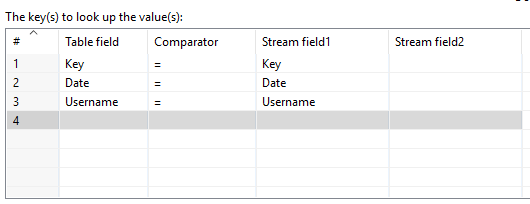 The key(s) to look up the value(s):
# Table field Comparator Stream field1 Stream field2
1 Key = Key
2 Date = Date
3 Username = Username
4